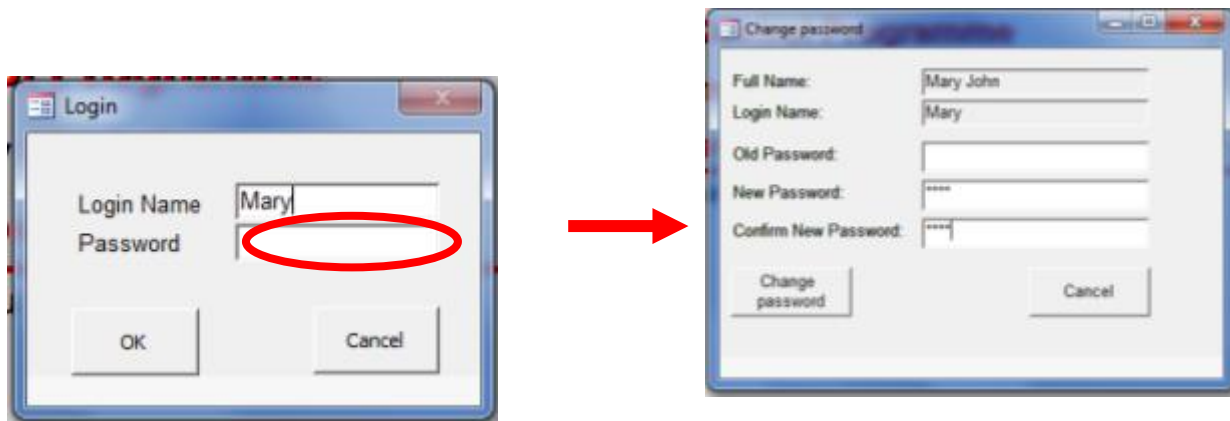 Login
Login Name Mary
Password
OK Cancel
Change password
Full Name: Mary John
Login Name: Mary
Old Password:
New Password: ****
Confirm New Password: ****
Change
password
Cancel